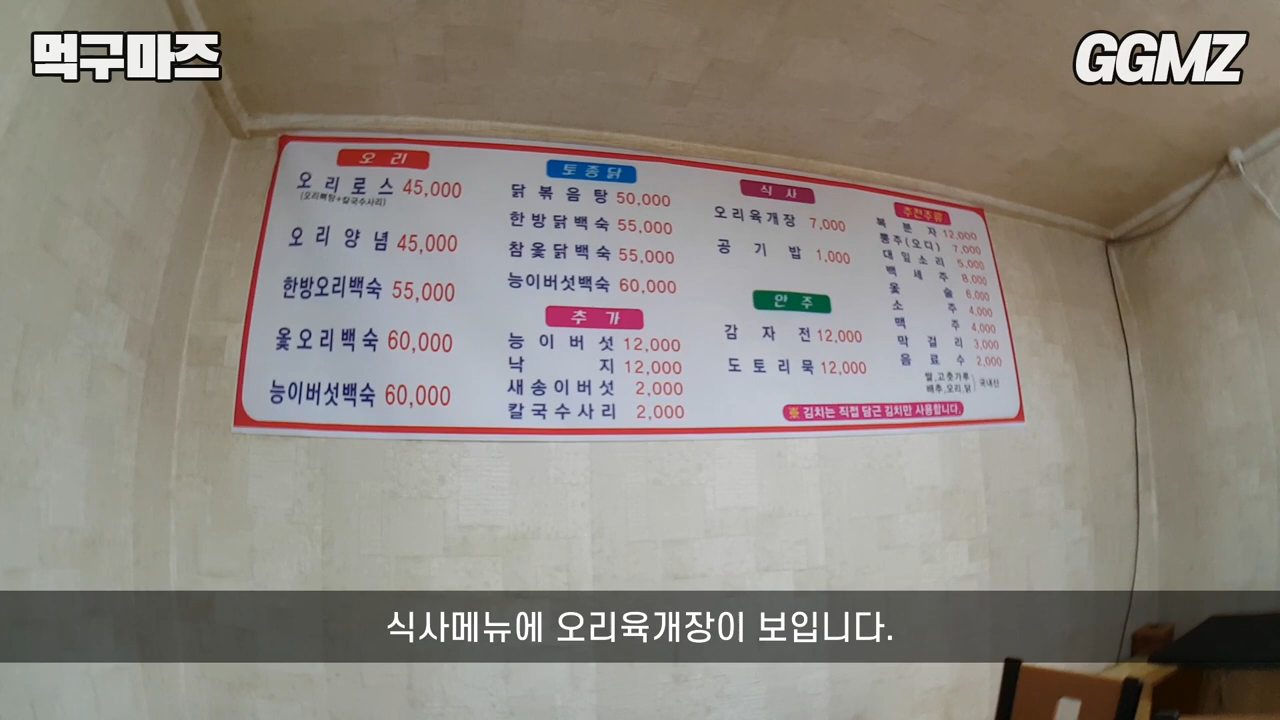 먹구마즈
GGMZ
오 리
오리로스 45,000
(오리복탕+칼국수사리)
오리양념 45,000
한방오리백숙 55,000
옻오리백숙 60,000
능이버섯백숙 60,000
토종닭
닭볶음탕 50,000
한방닭백숙 55,000
참옻닭백숙 55,000
능이버섯백숙 60,000
추 가
능이버섯 12,000
낙지 12,000
새송이버섯 2,000
칼국수사리 2,000
식 사
오리육개장 7,000
공기밥 1,000
안 주
감자전 12,000
도토리묵 12,000
추천주류
복분자 12,000
통주(오디) 7,000
대잎소리 5,000
백세주 8,000
옻술 6,000
소주 4,000
맥주 4,000
막걸리 3,000
음료수 2,000
쌀,고춧가루
배추,오리,닭
국내산
※ 김치는 직접 담근 김치만 사용합니다.
식사메뉴에 오리육개장이 보입니다.